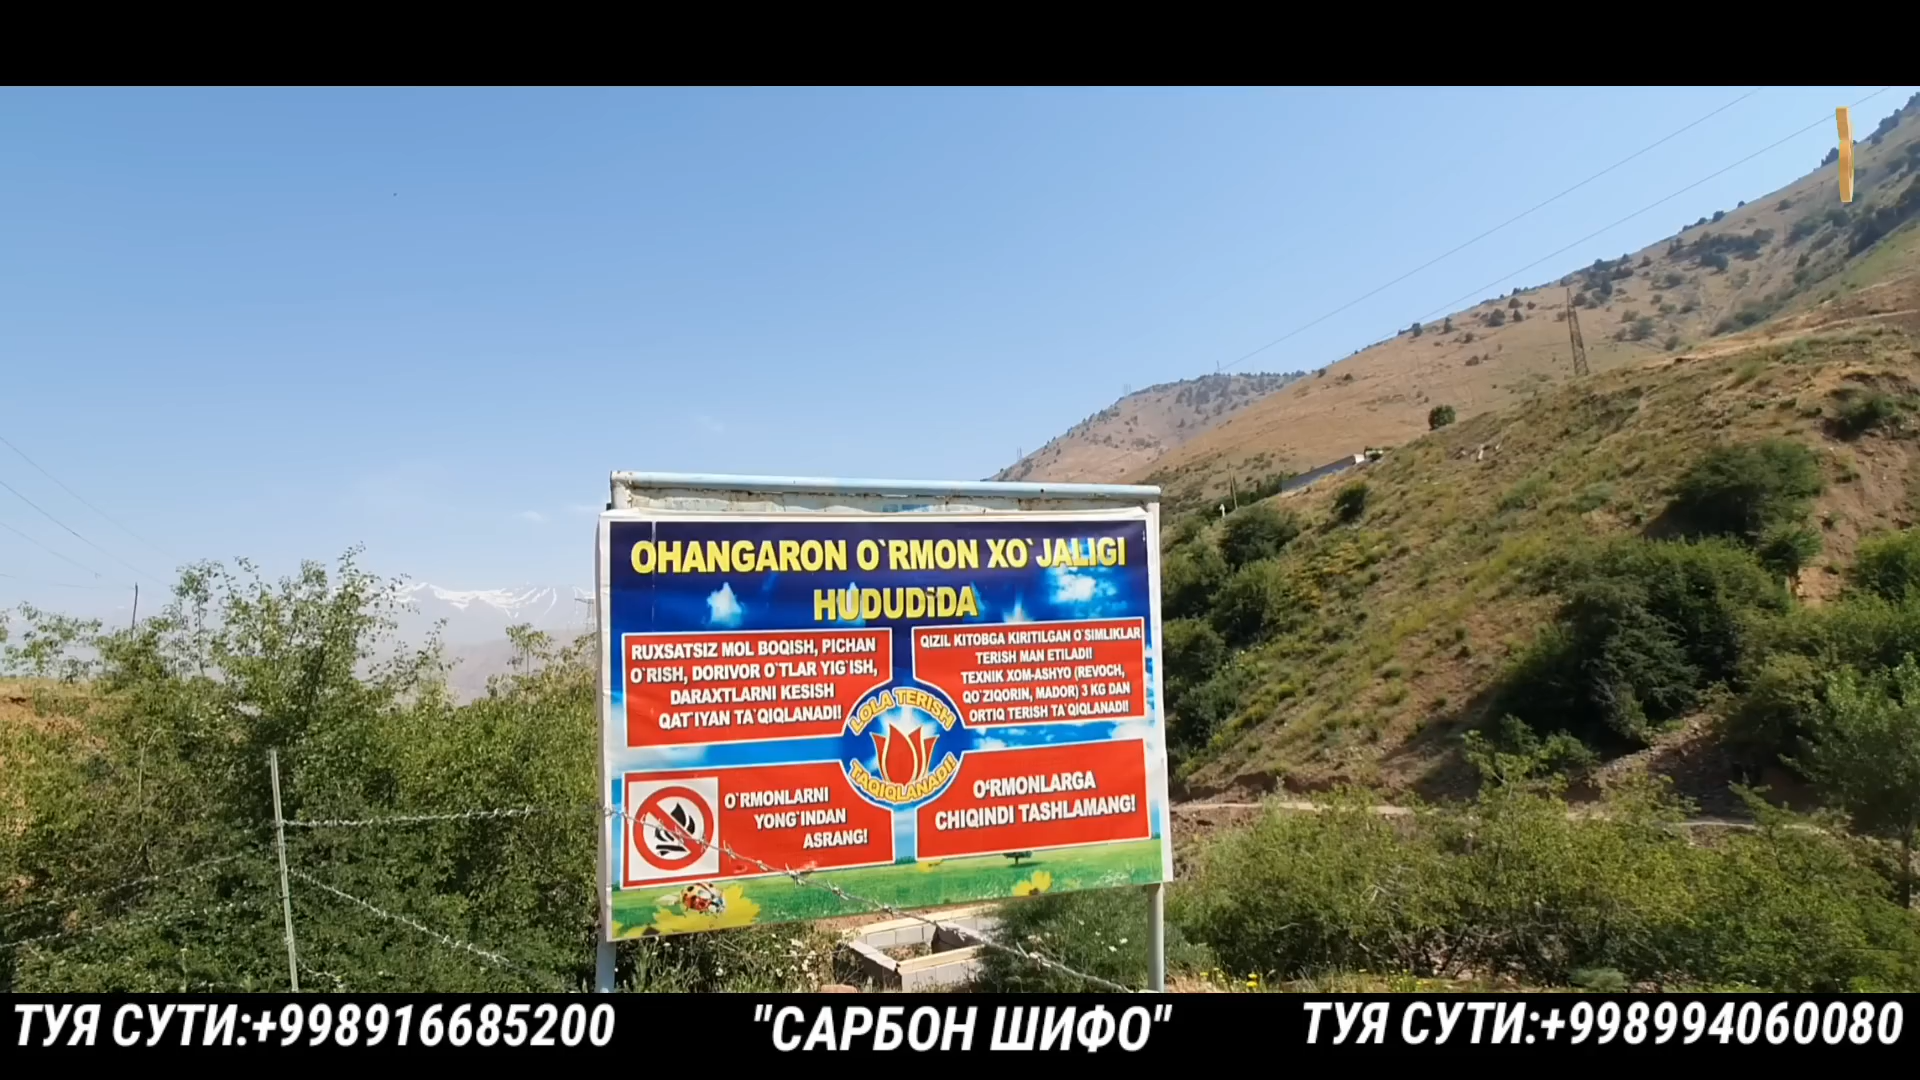 OHANGARON O`RMON XO`JALIGI
HUDUDiDA
RUXSATSIZ MOL BOQISH, PICHAN
O`RISH, DORIVOR O`TLAR YIG`ISH,
DARAXTLARNI KESISH
QAT`IYAN TA`QIQLANADI!
QIZIL KITOBGA KIRITILGAN O`SIMLIKLAR
TERISH MAN ETILADI!
TEXNIK XOM-ASHYO (REVOCH,
QO`ZIQORIN, MADOR) 3 KG DAN
ORTIQ TERISH TA`QIQLANADI!
LOLA TERISH
TAQIQLANADI!
O`RMONLARNI
YONG`INDAN
ASRANG!
O‘RMONLARGA
CHIQINDI TASHLAMANG!
ТУЯ СУТИ:+998916685200
"САРБОН ШИФО"
ТУЯ СУТИ:+998994060080